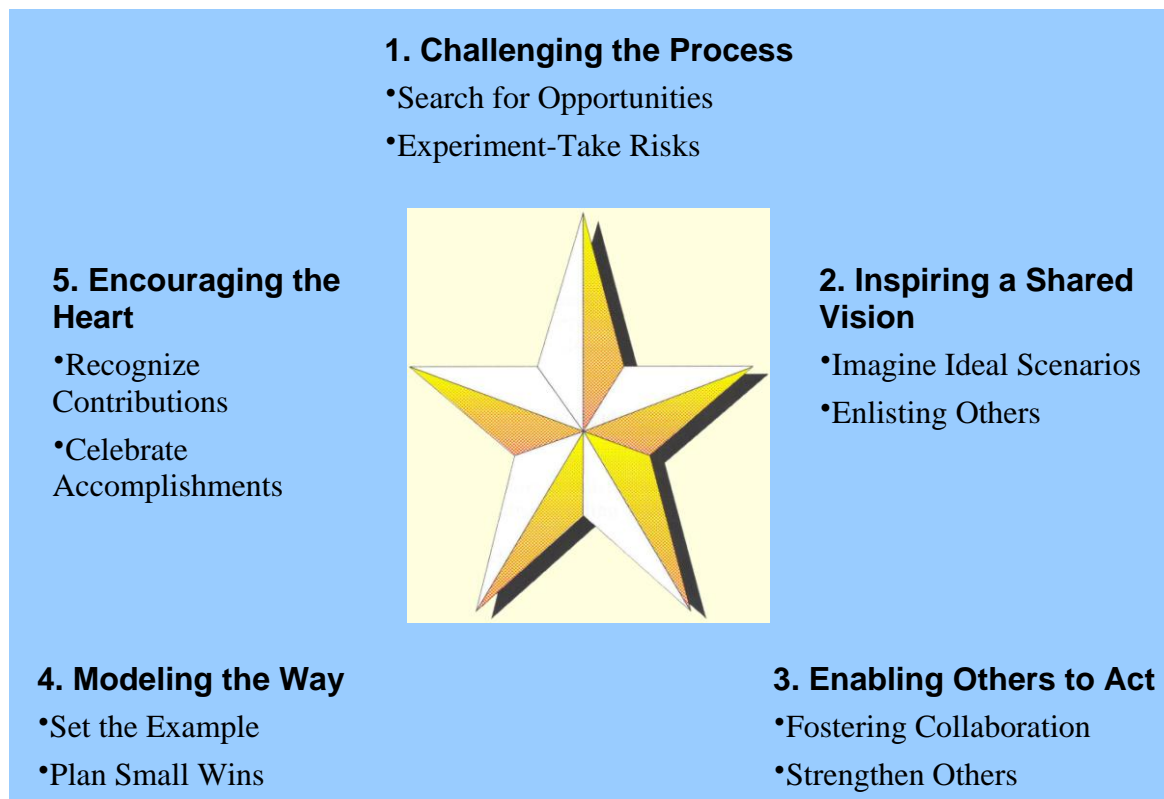 1. Challenging the Process
•Search for Opportunities
•Experiment-Take Risks
2. Inspiring a Shared
Vision
•Imagine Ideal Scenarios
•Enlisting Others
3. Enabling Others to Act
•Fostering Collaboration
•Strengthen Others
4. Modeling the Way
•Set the Example
•Plan Small Wins
5. Encouraging the
Heart
•Recognize
Contributions
•Celebrate
Accomplishments